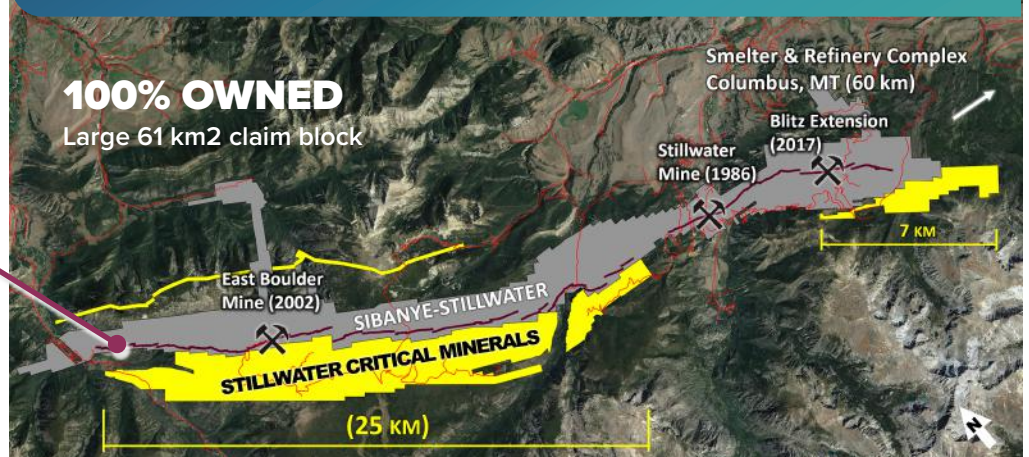 100% OWNED
Large 61 km2 claim block
Smelter & Refinery Complex
Columbus, MT (60 km)
Blitz Extension
(2017)
Stillwater
Mine (1986)
7 KM
East Boulder
Mine (2002)
SIBANYE-STILLWATER
STILLWATER CRITICAL MINERALS
(25 KM)
N